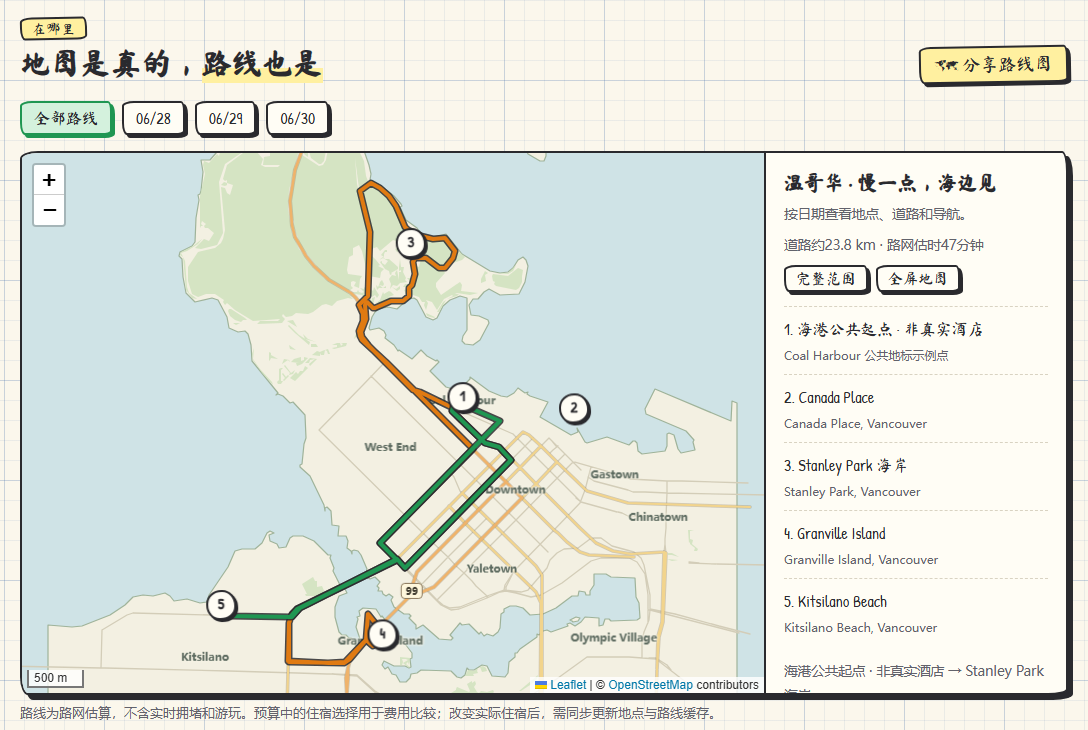 在哪里
地图是真的，路线也是
🗺 分享路线图
全部路线
06/28
06/29
06/30
+
−
3
1
our
2
West End
Gastown
Downtown
Chinatown
Yaletown
99
5
4
Gra land
Olympic Village
Kitsilano
500 m
Leaflet | © OpenStreetMap contributors
温哥华 · 慢一点，海边见
按日期查看地点、道路和导航。
道路约23.8 km · 路网估时47分钟
完整范围
全屏地图
1. 海港公共起点 · 非真实酒店
Coal Harbour 公共地标示例点
2. Canada Place
Canada Place, Vancouver
3. Stanley Park 海岸
Stanley Park, Vancouver
4. Granville Island
Granville Island, Vancouver
5. Kitsilano Beach
Kitsilano Beach, Vancouver
海港公共起点 · 非真实酒店 → Stanley Park
海岸
路线为路网估算，不含实时拥堵和游玩。预算中的住宿选择用于费用比较；改变实际住宿后，需同步更新地点与路线缓存。